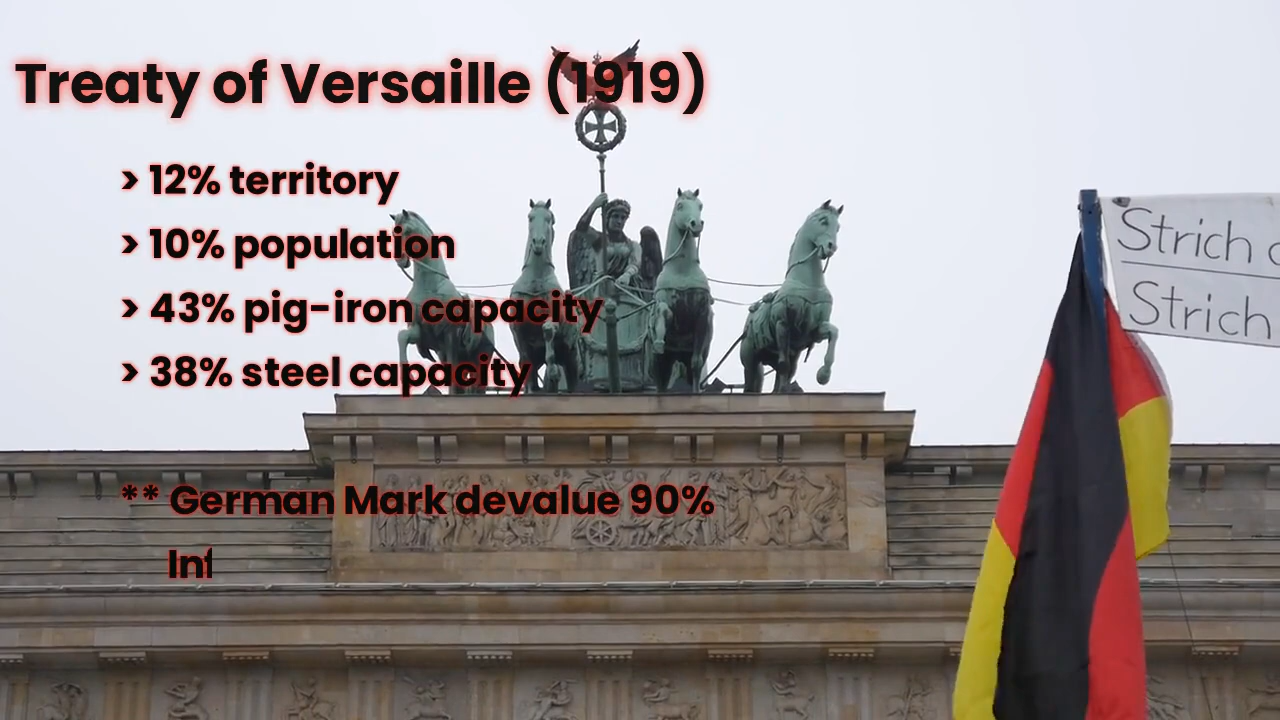 Treaty of Versaille (1919)
> 12% territory
> 10% population
> 43% pig-iron capacity
> 38% steel capacity
** German Mark devalue 90%
Inf
Strich
Strich